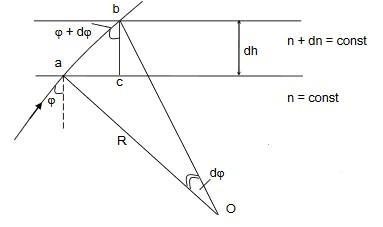 b
φ + dφ
n + dn = const
dh
a
c
n = const
φ
R
dφ
O